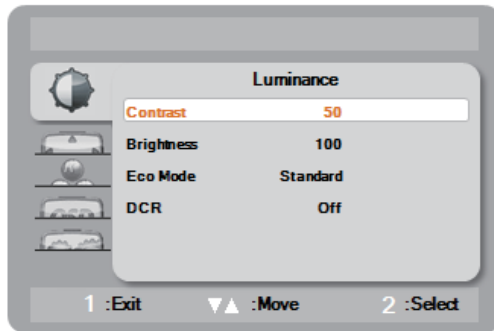 Luminance
Contrast 50
Brightness 100
Eco Mode Standard
DCR Off
1 :Exit ▼▲ :Move 2 :Select